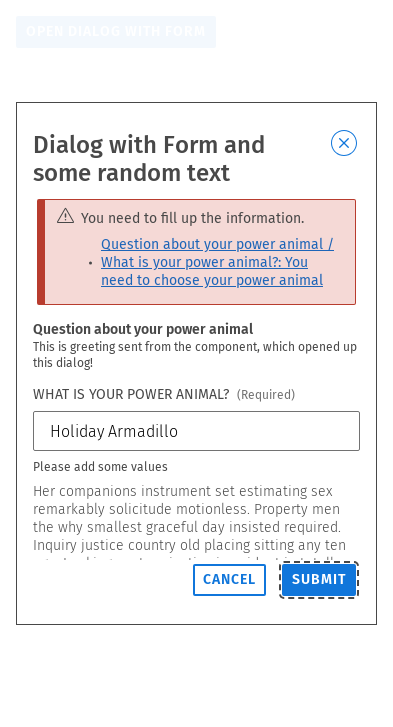 OPEN DIALOG WITH FORM
Dialog with Form and
some random text
You need to fill up the information.
Question about your power animal /
• What is your power animal?: You
need to choose your power animal
Question about your power animal
This is greeting sent from the component, which opened up
this dialog!
WHAT IS YOUR POWER ANIMAL? (Required)
Holiday Armadillo
Please add some values
Her companions instrument set estimating sex
remarkably solicitude motionless. Property men
the why smallest graceful day insisted required.
Inquiry justice country old placing sitting any ten
CANCEL SUBMIT